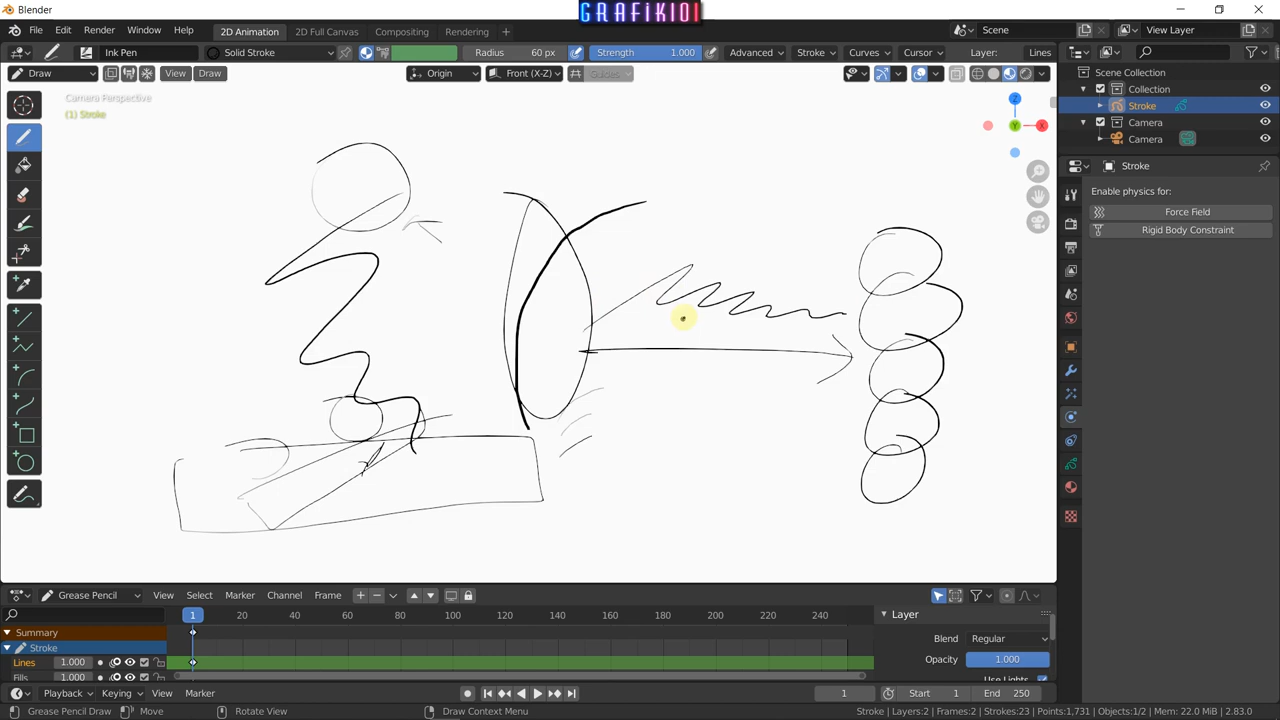 Blender
GRAFIK101
File Edit Render Window Help 2D Animation 2D Full Canvas Compositing Rendering Scene View Layer
Ink Pen Solid Stroke Radius 60 px Strength 1.000 Advanced Stroke Curves Cursor Layer: Lines
Draw View Draw Origin Front (X-Z) Guides
Camera Perspective
(1) Stroke
Z
Y
X
Scene Collection
Collection
Stroke
Camera
Camera
Stroke
Enable physics for:
Force Field
Rigid Body Constraint
Grease Pencil View Select Marker Channel Frame
1 20 40 60 80 100 120 140 160 180 200 220 240
Summary
Stroke
Lines 1.000
Fills 1.000
Layer
Blend Regular
Opacity 1.000
Use Lights
Playback Keying View Marker 1 Start 1 End 250
Grease Pencil Draw Move Rotate View Draw Context Menu Stroke | Layers:2 | Frames:2 | Strokes:23 | Points:1,731 | Objects:1/2 | Mem: 22.0 MiB | 2.83.0